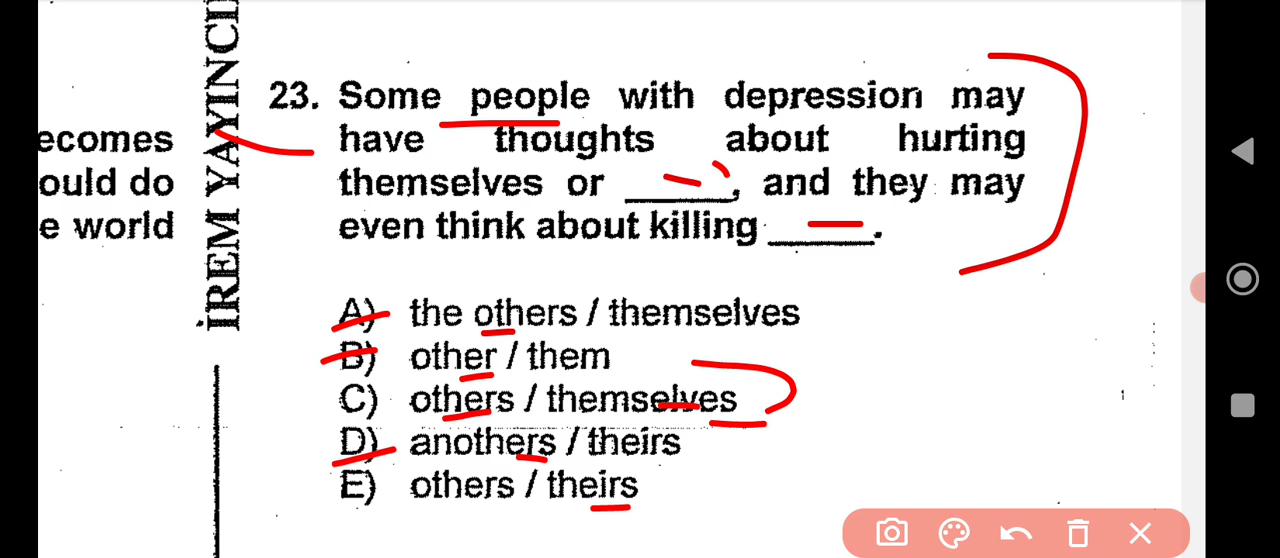 ecomes
ould do
e world
İREM YAYINCI
23. Some people with depression may
have thoughts about hurting
themselves or ______, and they may
even think about killing ______.
A) the others / themselves
B) other / them
C) others / themselves
D) anothers / theirs
E) others / theirs